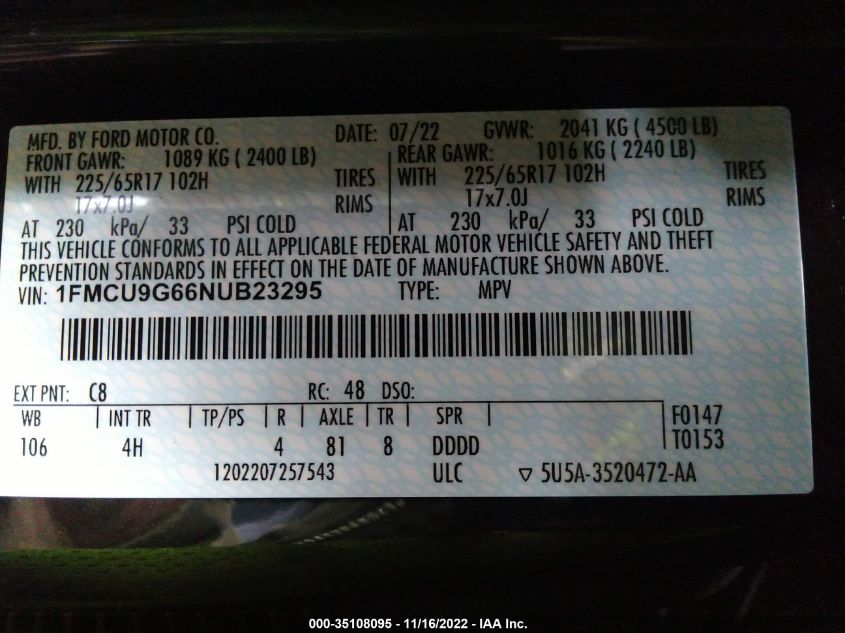 MFD. BY FORD MOTOR CO. DATE: 07/22 GVWR: 2041 KG ( 4500 LB)
FRONT GAWR: 1089 KG ( 2400 LB) REAR GAWR: 1016 KG ( 2240 LB)
WITH 225/65R17 102H TIRES WITH 225/65R17 102H TIRES
17x7.0J RIMS 17x7.0J RIMS
AT 230 kPa/ 33 PSI COLD AT 230 kPa/ 33 PSI COLD
THIS VEHICLE CONFORMS TO ALL APPLICABLE FEDERAL MOTOR VEHICLE SAFETY AND THEFT
PREVENTION STANDARDS IN EFFECT ON THE DATE OF MANUFACTURE SHOWN ABOVE.
VIN: 1FMCU9G66NUB23295 TYPE: MPV
EXT PNT: C8 RC: 48 DSO:
WB | INT TR | TP/PS | R | AXLE | TR | SPR | F0147
106 4H 4 81 8 DDDD T0153
1202207257543 ULC ▽ 5U5A-3520472-AA
000-35108095 - 11/16/2022 - IAA Inc.